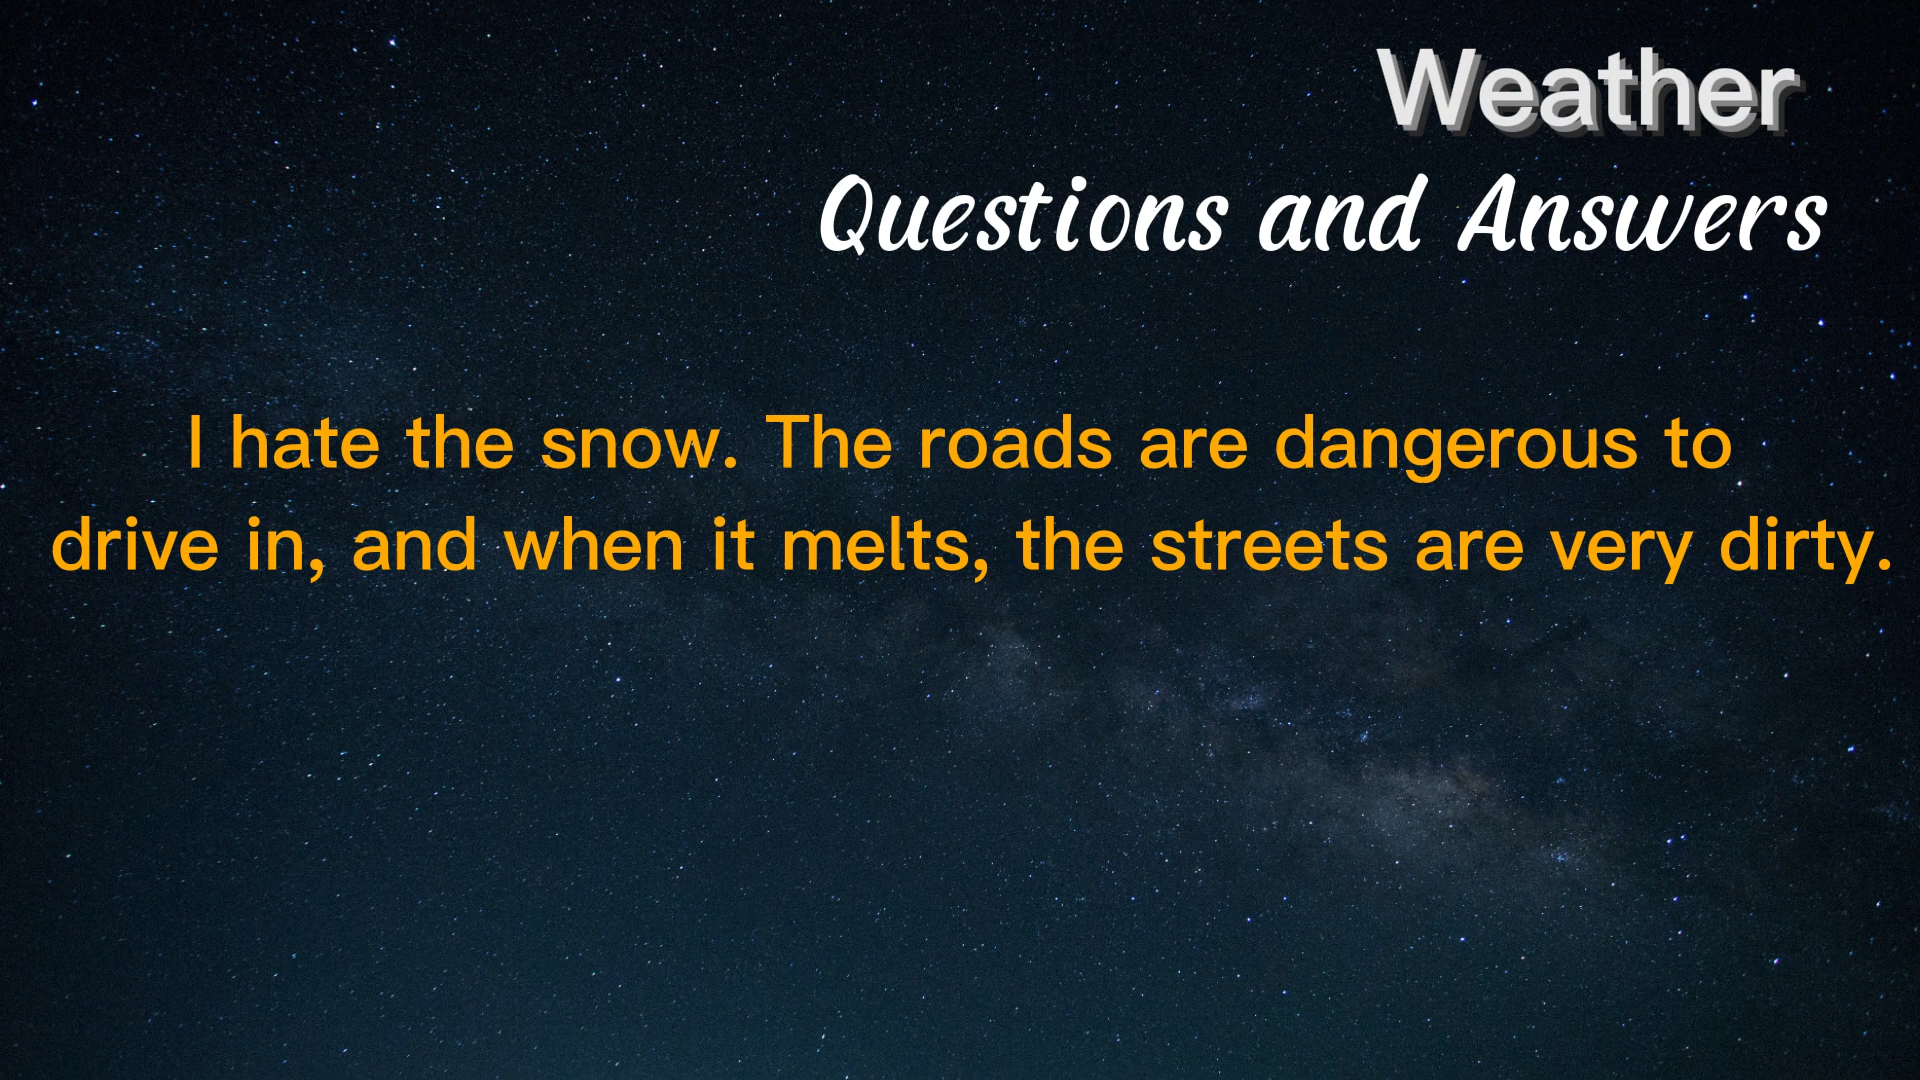 Weather
Questions and Answers
I hate the snow. The roads are dangerous to
drive in, and when it melts, the streets are very dirty.